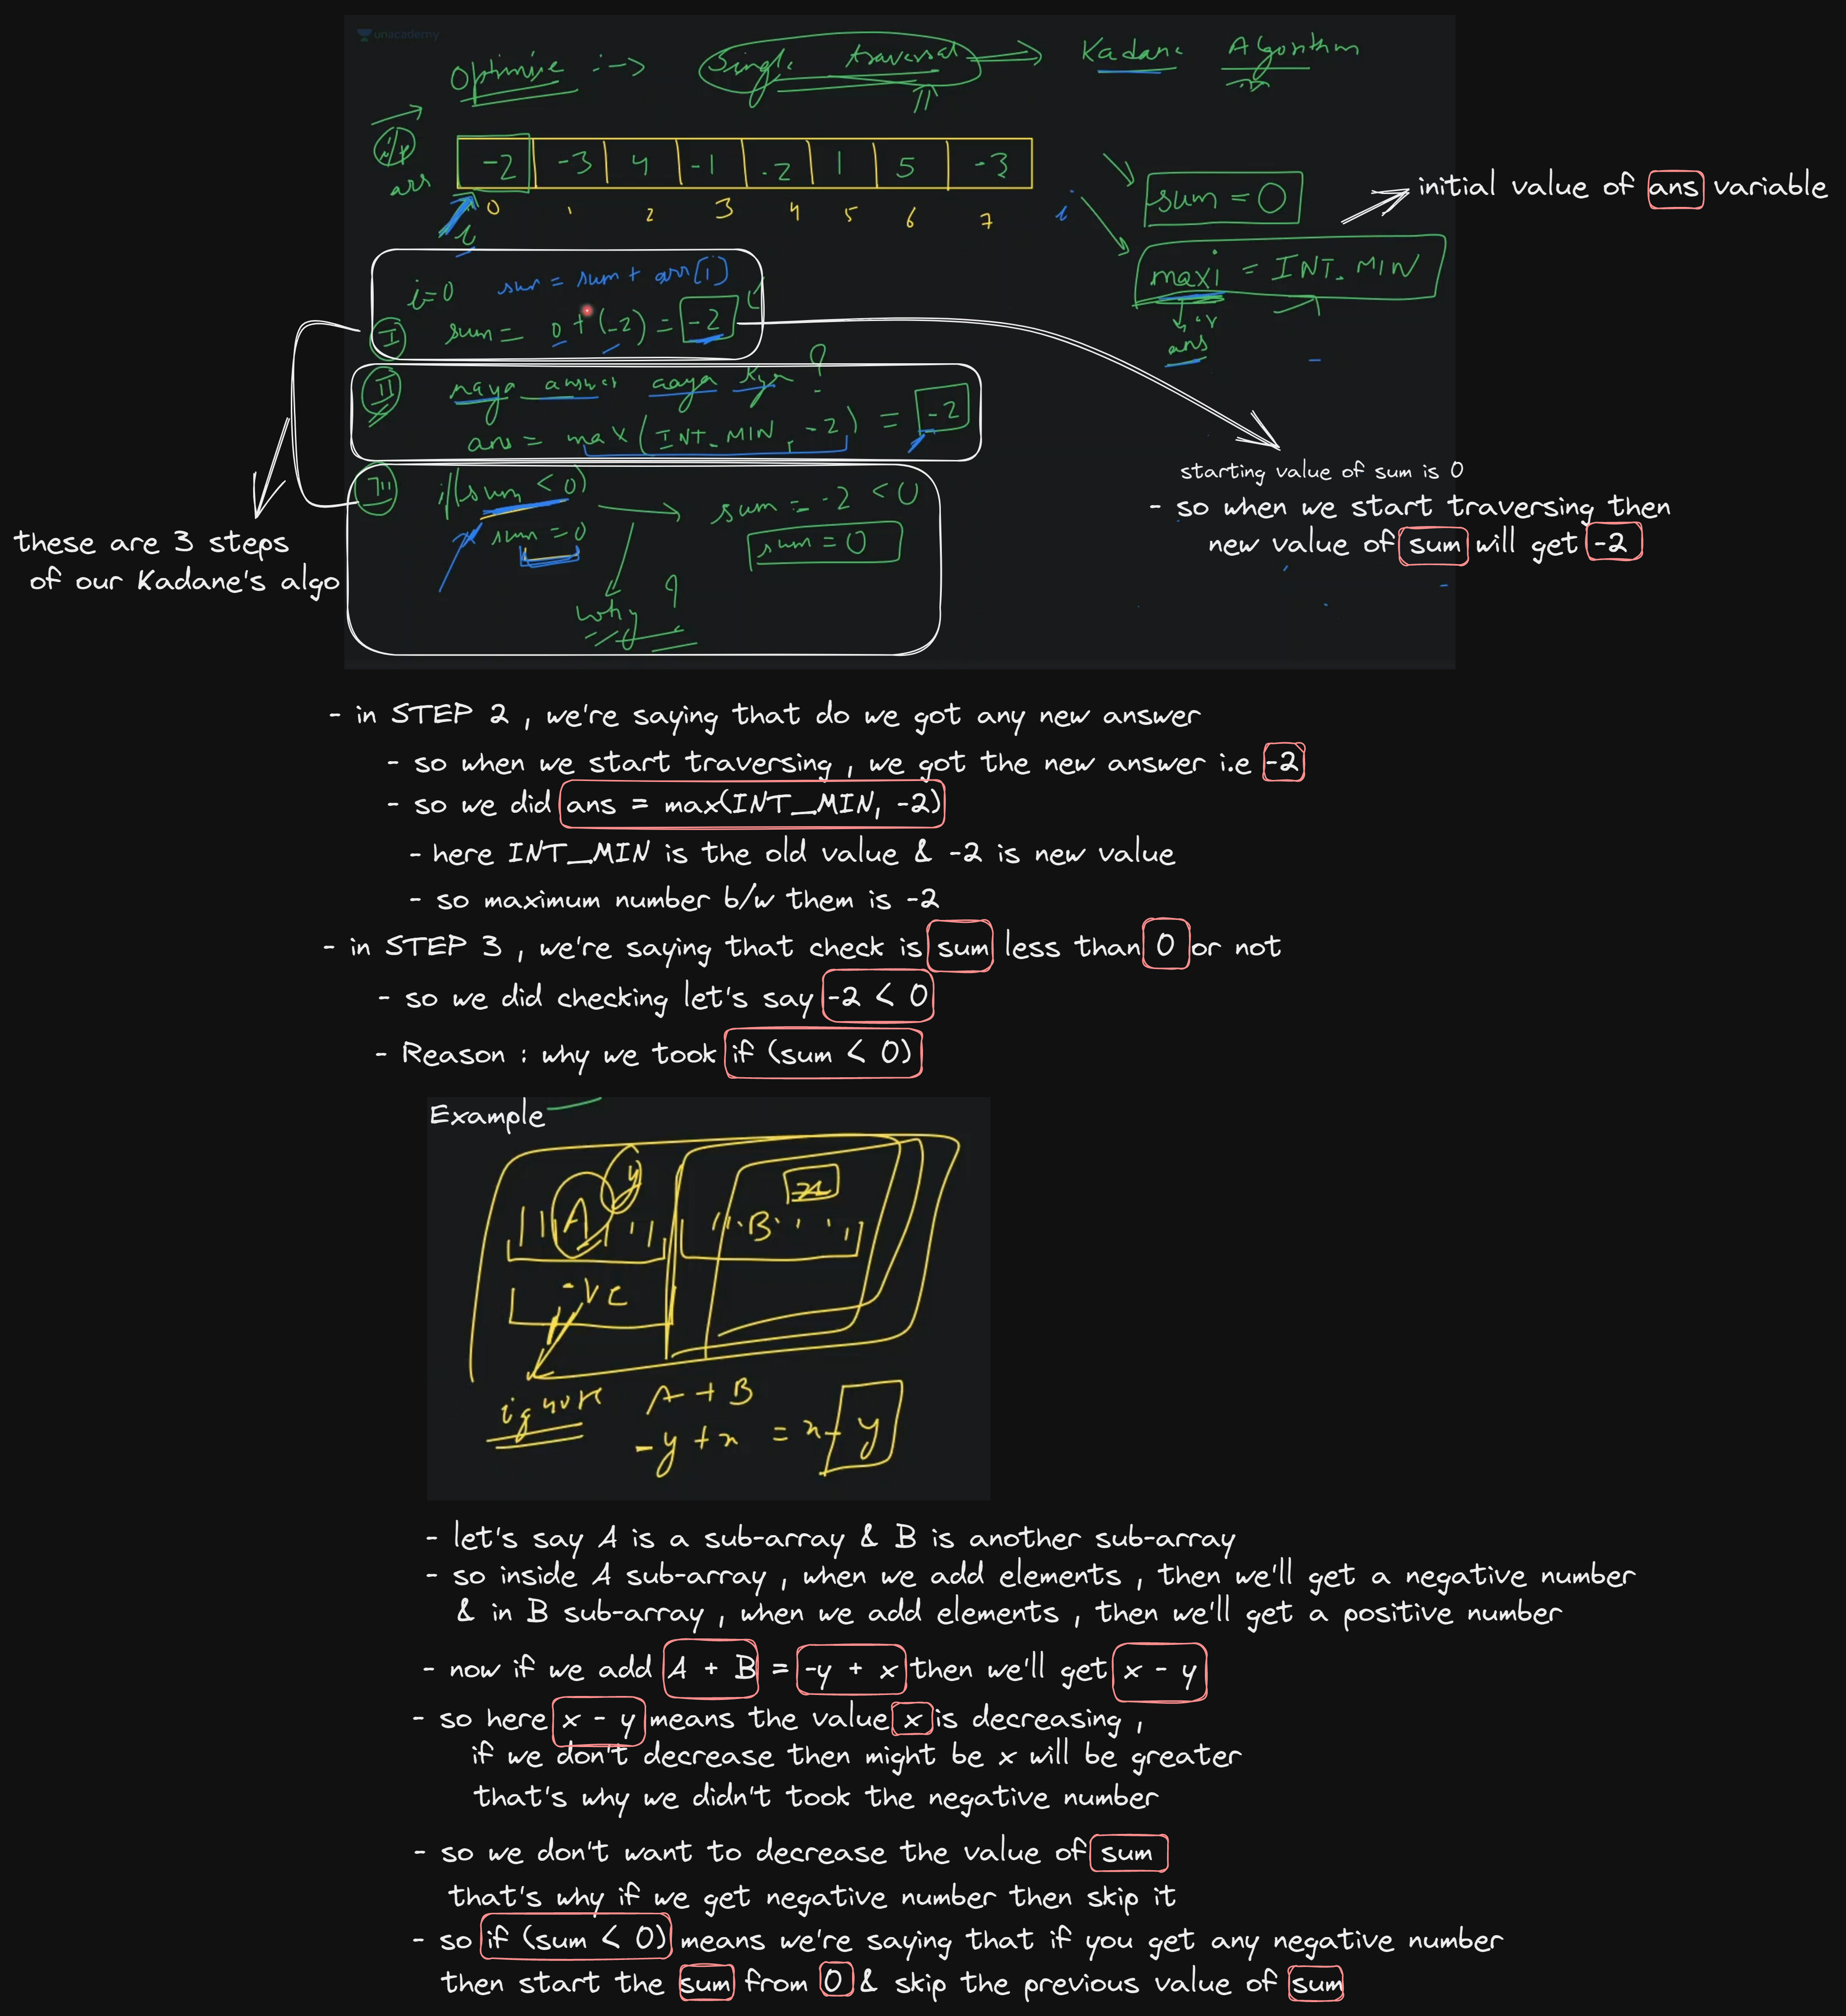 unacademy
Optimise :-> Single traversal => Kadane Algorithm
i/p
arr
-2 -3 4 -1 -2 1 5 -3
0 1 2 3 4 5 6 7
i
i
sum = 0
initial value of ans variable
maxi = INT_MIN
ans
i=0 sum = sum + arr[i]
I sum = 0 + (-2) = -2
II naya answer aaya kya ?
ans = max (INT_MIN, -2) = -2
III if(sum < 0) sum = -2 < 0
sum = 0 sum = 0
why ?
these are 3 steps
of our Kadane's algo
starting value of sum is 0
- so when we start traversing then
new value of sum will get -2
- in STEP 2 , we're saying that do we got any new answer
- so when we start traversing , we got the new answer i.e -2
- so we did ans = max(INT_MIN, -2)
- here INT_MIN is the old value & -2 is new value
- so maximum number b/w them is -2
- in STEP 3 , we're saying that check is sum less than 0 or not
- so we did checking let's say -2 < 0
- Reason : why we took if (sum < 0)
Example
y x
A B
-ve
ignore A + B
-y + x = x - y
- let's say A is a sub-array & B is another sub-array
- so inside A sub-array , when we add elements , then we'll get a negative number
& in B sub-array , when we add elements , then we'll get a positive number
- now if we add A + B = -y + x then we'll get x - y
- so here x - y means the value x is decreasing ,
if we don't decrease then might be x will be greater
that's why we didn't took the negative number
- so we don't want to decrease the value of sum
that's why if we get negative number then skip it
- so if (sum < 0) means we're saying that if you get any negative number
then start the sum from 0 & skip the previous value of sum